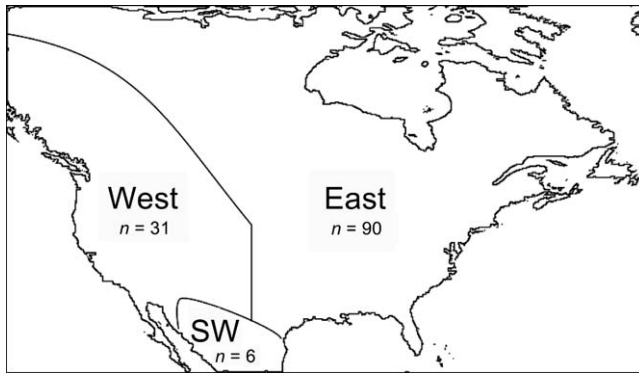 West
n = 31
East
n = 90
SW
n = 6